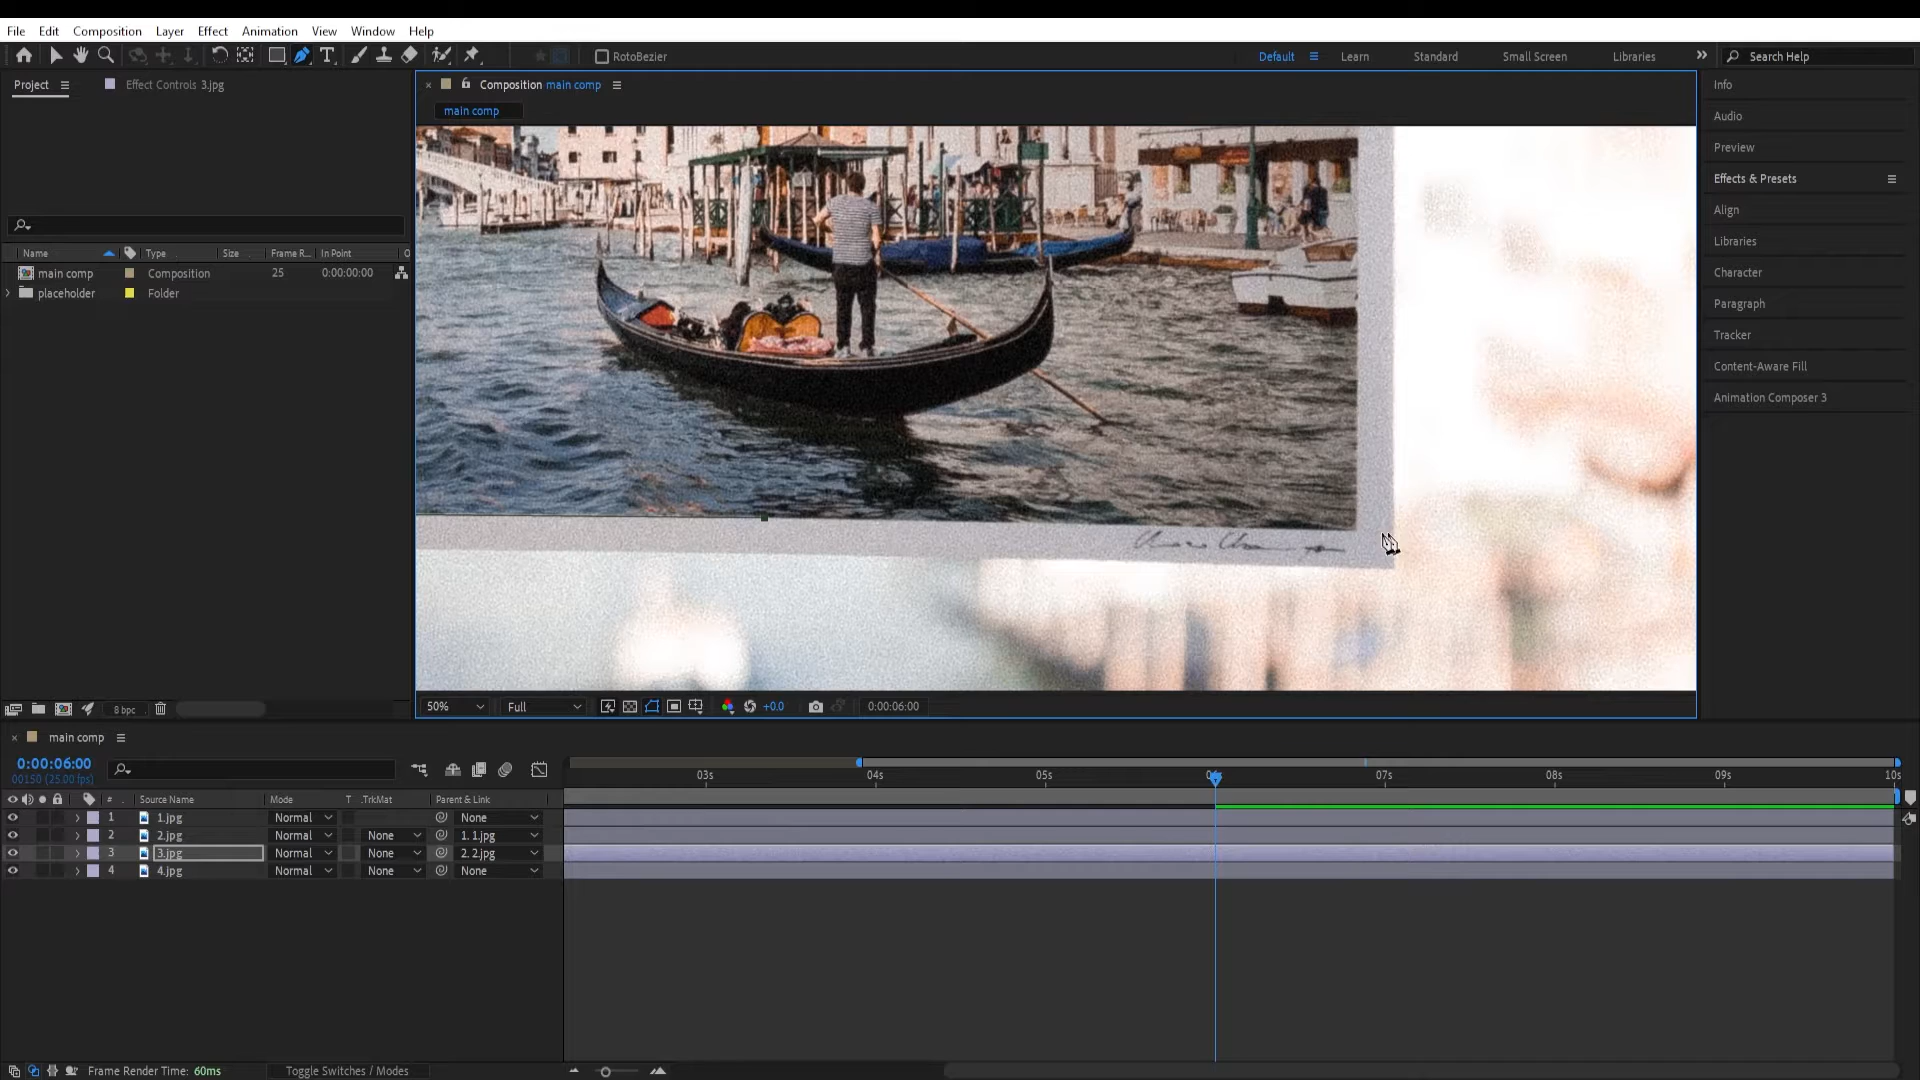 File Edit Composition Layer Effect Animation View Window Help
RotoBezier Default Learn Standard Small Screen Libraries Search Help
Project Effect Controls 3.jpg
Composition main comp
main comp
Name Type Size Frame R... In Point O
main comp Composition 25 0:00:00:00
placeholder Folder
8 bpc
50% Full +0.0 0:00:06:00
Info
Audio
Preview
Effects & Presets
Align
Libraries
Character
Paragraph
Tracker
Content-Aware Fill
Animation Composer 3
main comp
0:00:06:00
00150 (25.00 fps)
03s 04s 05s 07s 08s 09s 10s
# Source Name Mode T .TrkMat Parent & Link
1 1.jpg Normal None
2 2.jpg Normal None 1. 1.jpg
3 3.jpg Normal None 2. 2.jpg
4 4.jpg Normal None None
Frame Render Time: 60ms Toggle Switches / Modes